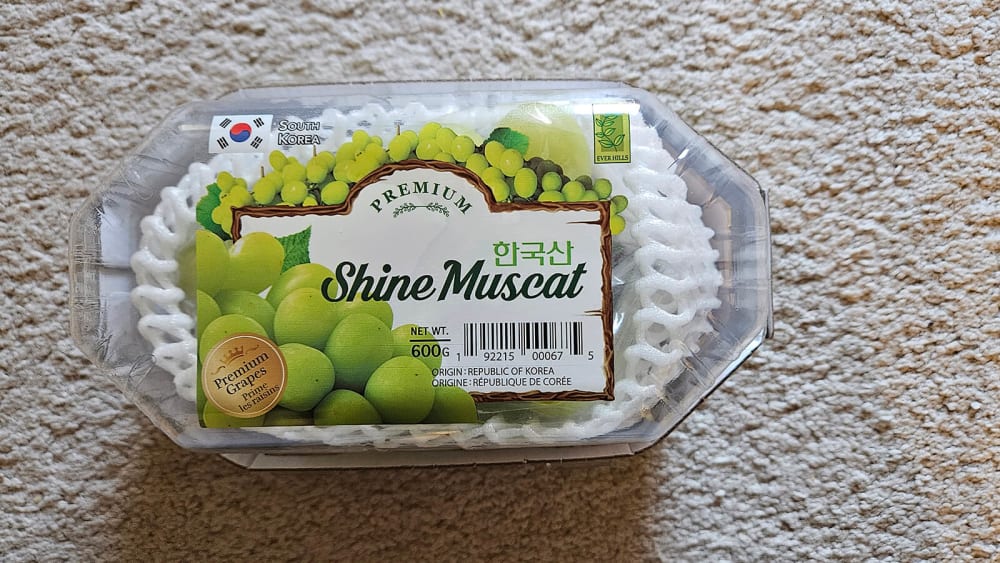 SOUTH
KOREA
EVER HILLS
PREMIUM
한국산
Shine Muscat
NET WT.
600G
1 92215 00067 5
ORIGIN: REPUBLIC OF KOREA
ORIGINE: RÉPUBLIQUE DE CORÉE
Premium
Grapes
Prime
les raisins